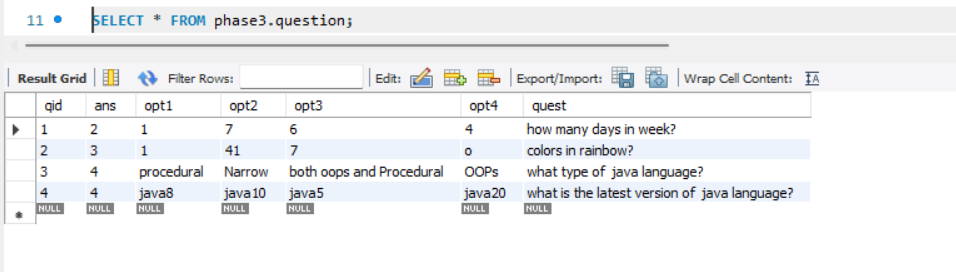 11 SELECT * FROM phase3.question;
Result Grid Filter Rows: Edit: Export/Import: Wrap Cell Content: IA
qid ans opt1 opt2 opt3 opt4 quest
1 2 1 7 6 4 how many days in week?
2 3 1 41 7 o colors in rainbow?
3 4 procedural Narrow both oops and Procedural OOPs what type of java language?
4 4 java8 java10 java5 java20 what is the latest version of java language?
* NULL NULL NULL NULL NULL NULL NULL